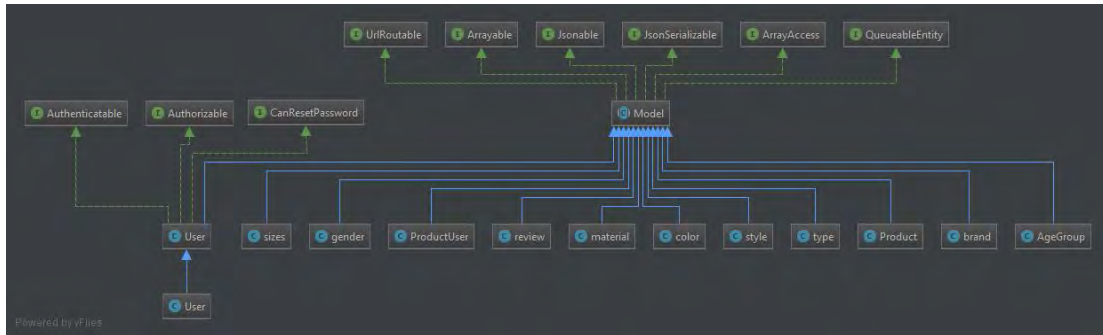 UrlRoutable Arrayable Jsonable JsonSerializable ArrayAccess QueueableEntity
Authenticatable Authorizable CanResetPassword Model
User sizes gender ProductUser review material color style type Product brand AgeGroup
User
Powered by yFiles